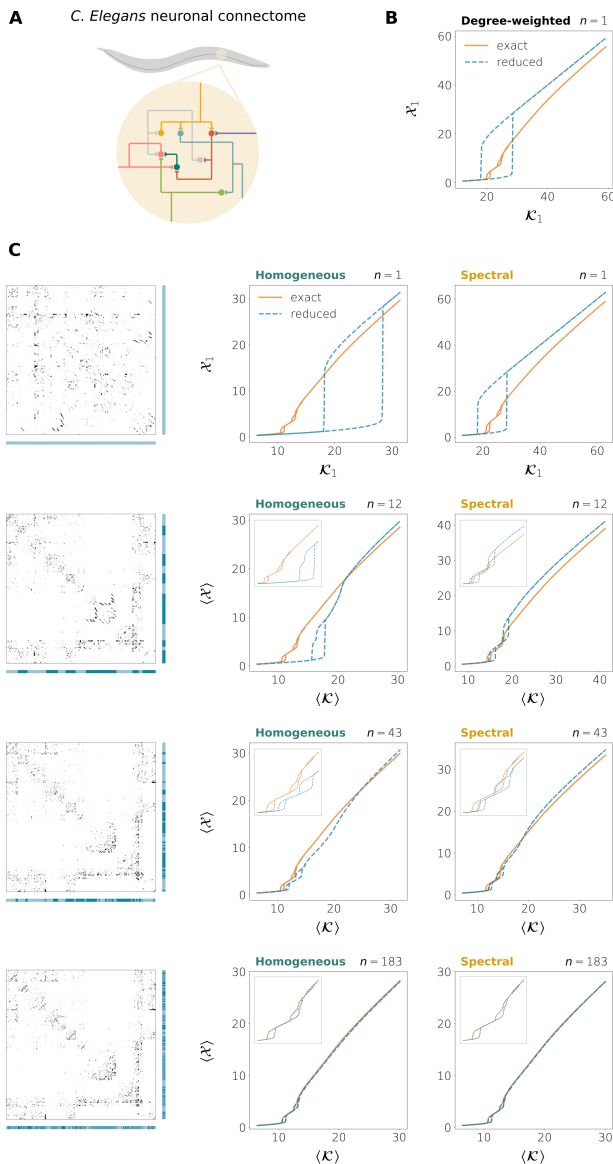 A
C. Elegans neuronal connectome
B
Degree-weighted n = 1
60
40
20
0
𝒳₁
exact
reduced
20 40 60
𝒦₁
C
Homogeneous n = 1
30
20
10
0
𝒳₁
exact
reduced
10 20 30
𝒦₁
Spectral n = 1
60
40
20
0
20 40 60
𝒦₁
Homogeneous n = 12
30
20
10
0
⟨𝒳⟩
10 20 30
⟨𝒦⟩
Spectral n = 12
40
30
20
10
0
10 20 30 40
⟨𝒦⟩
Homogeneous n = 43
30
20
10
0
⟨𝒳⟩
10 20 30
⟨𝒦⟩
Spectral n = 43
30
20
10
0
10 20 30
⟨𝒦⟩
Homogeneous n = 183
30
20
10
0
⟨𝒳⟩
10 20 30
⟨𝒦⟩
Spectral n = 183
30
20
10
0
10 20 30
⟨𝒦⟩